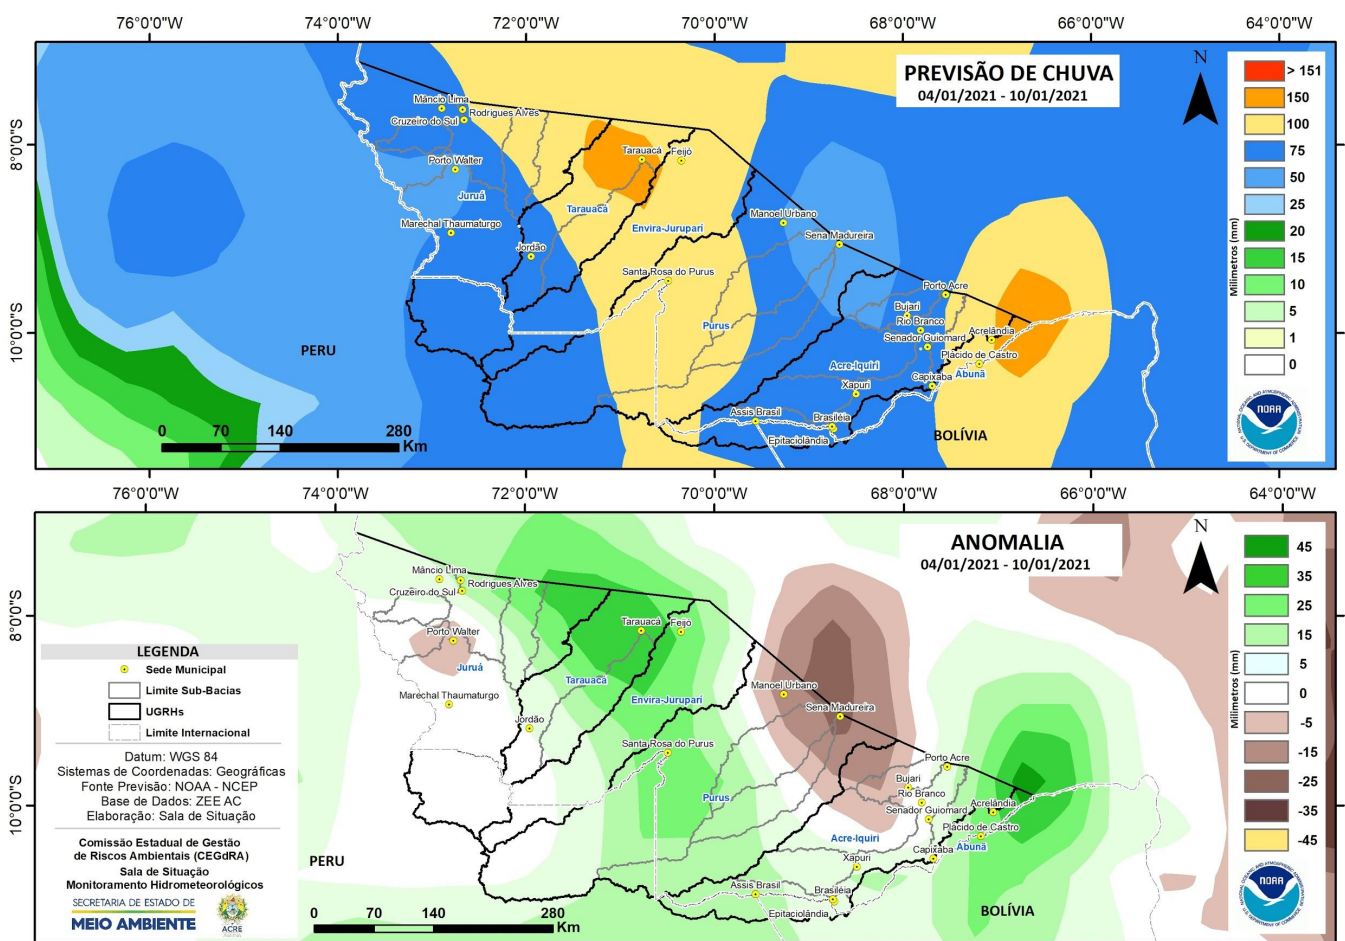 76°0'0"W 74°0'0"W 72°0'0"W 70°0'0"W 68°0'0"W 66°0'0"W 64°0'0"W
8°0'0"S
10°0'0"S
PREVISÃO DE CHUVA
04/01/2021 - 10/01/2021
N
Milímetros (mm)
> 151
150
100
75
50
25
20
15
10
5
1
0
NOAA
Mâncio Lima
Rodrigues Alves
Cruzeiro do Sul
Porto Walter
Juruá
Marechal Thaumaturgo
Jordão
Tarauacá
Feijó
Tarauacá
Envira-Jurupari
Santa Rosa do Purus
Manoel Urbano
Sena Madureira
Purus
Porto Acre
Bujari
Rio Branco
Senador Guiomard
Acrelândia
Plácido de Castro
Abunã
Acre-Iquiri
Capixaba
Xapuri
Assis Brasil
Brasiléia
Epitaciolândia
PERU
BOLÍVIA
0 70 140 280
Km
76°0'0"W 74°0'0"W 72°0'0"W 70°0'0"W 68°0'0"W 66°0'0"W 64°0'0"W
8°0'0"S
10°0'0"S
ANOMALIA
04/01/2021 - 10/01/2021
N
Milímetros (mm)
45
35
25
15
5
0
-5
-15
-25
-35
-45
NOAA
Mâncio Lima
Rodrigues Alves
Cruzeiro do Sul
Porto Walter
Juruá
Marechal Thaumaturgo
Jordão
Tarauacá
Feijó
Tarauacá
Envira-Jurupari
Santa Rosa do Purus
Manoel Urbano
Sena Madureira
Purus
Porto Acre
Bujari
Rio Branco
Senador Guiomard
Acrelândia
Plácido de Castro
Abunã
Acre-Iquiri
Capixaba
Xapuri
Assis Brasil
Brasiléia
Epitaciolândia
PERU
BOLÍVIA
0 70 140 280
Km
LEGENDA
Sede Municipal
Limite Sub-Bacias
UGRHs
Limite Internacional
Datum: WGS 84
Sistemas de Coordenadas: Geográficas
Fonte Previsão: NOAA - NCEP
Base de Dados: ZEE AC
Elaboração: Sala de Situação
Comissão Estadual de Gestão
de Riscos Ambientais (CEGdRA)
Sala de Situação
Monitoramento Hidrometeorológicos
SECRETARIA DE ESTADO DE
MEIO AMBIENTE
ACRE